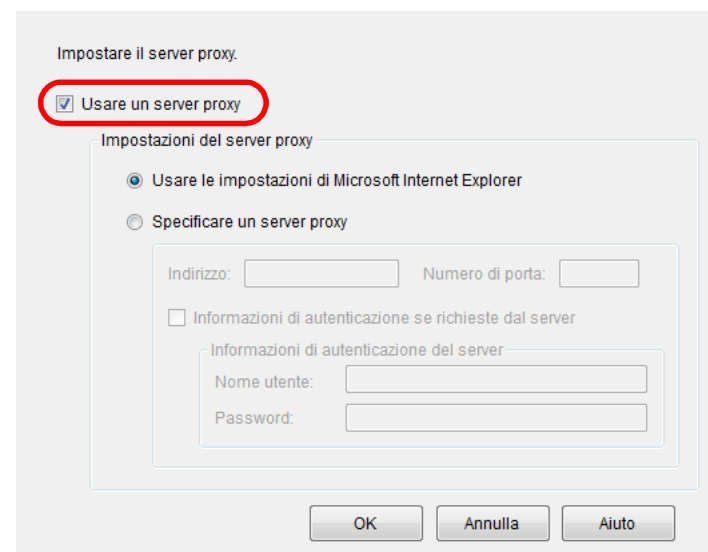 Impostare il server proxy.
Usare un server proxy
Impostazioni del server proxy
Usare le impostazioni di Microsoft Internet Explorer
Specificare un server proxy
Indirizzo: Numero di porta:
Informazioni di autenticazione se richieste dal server
Informazioni di autenticazione del server
Nome utente:
Password:
OK Annulla Aiuto